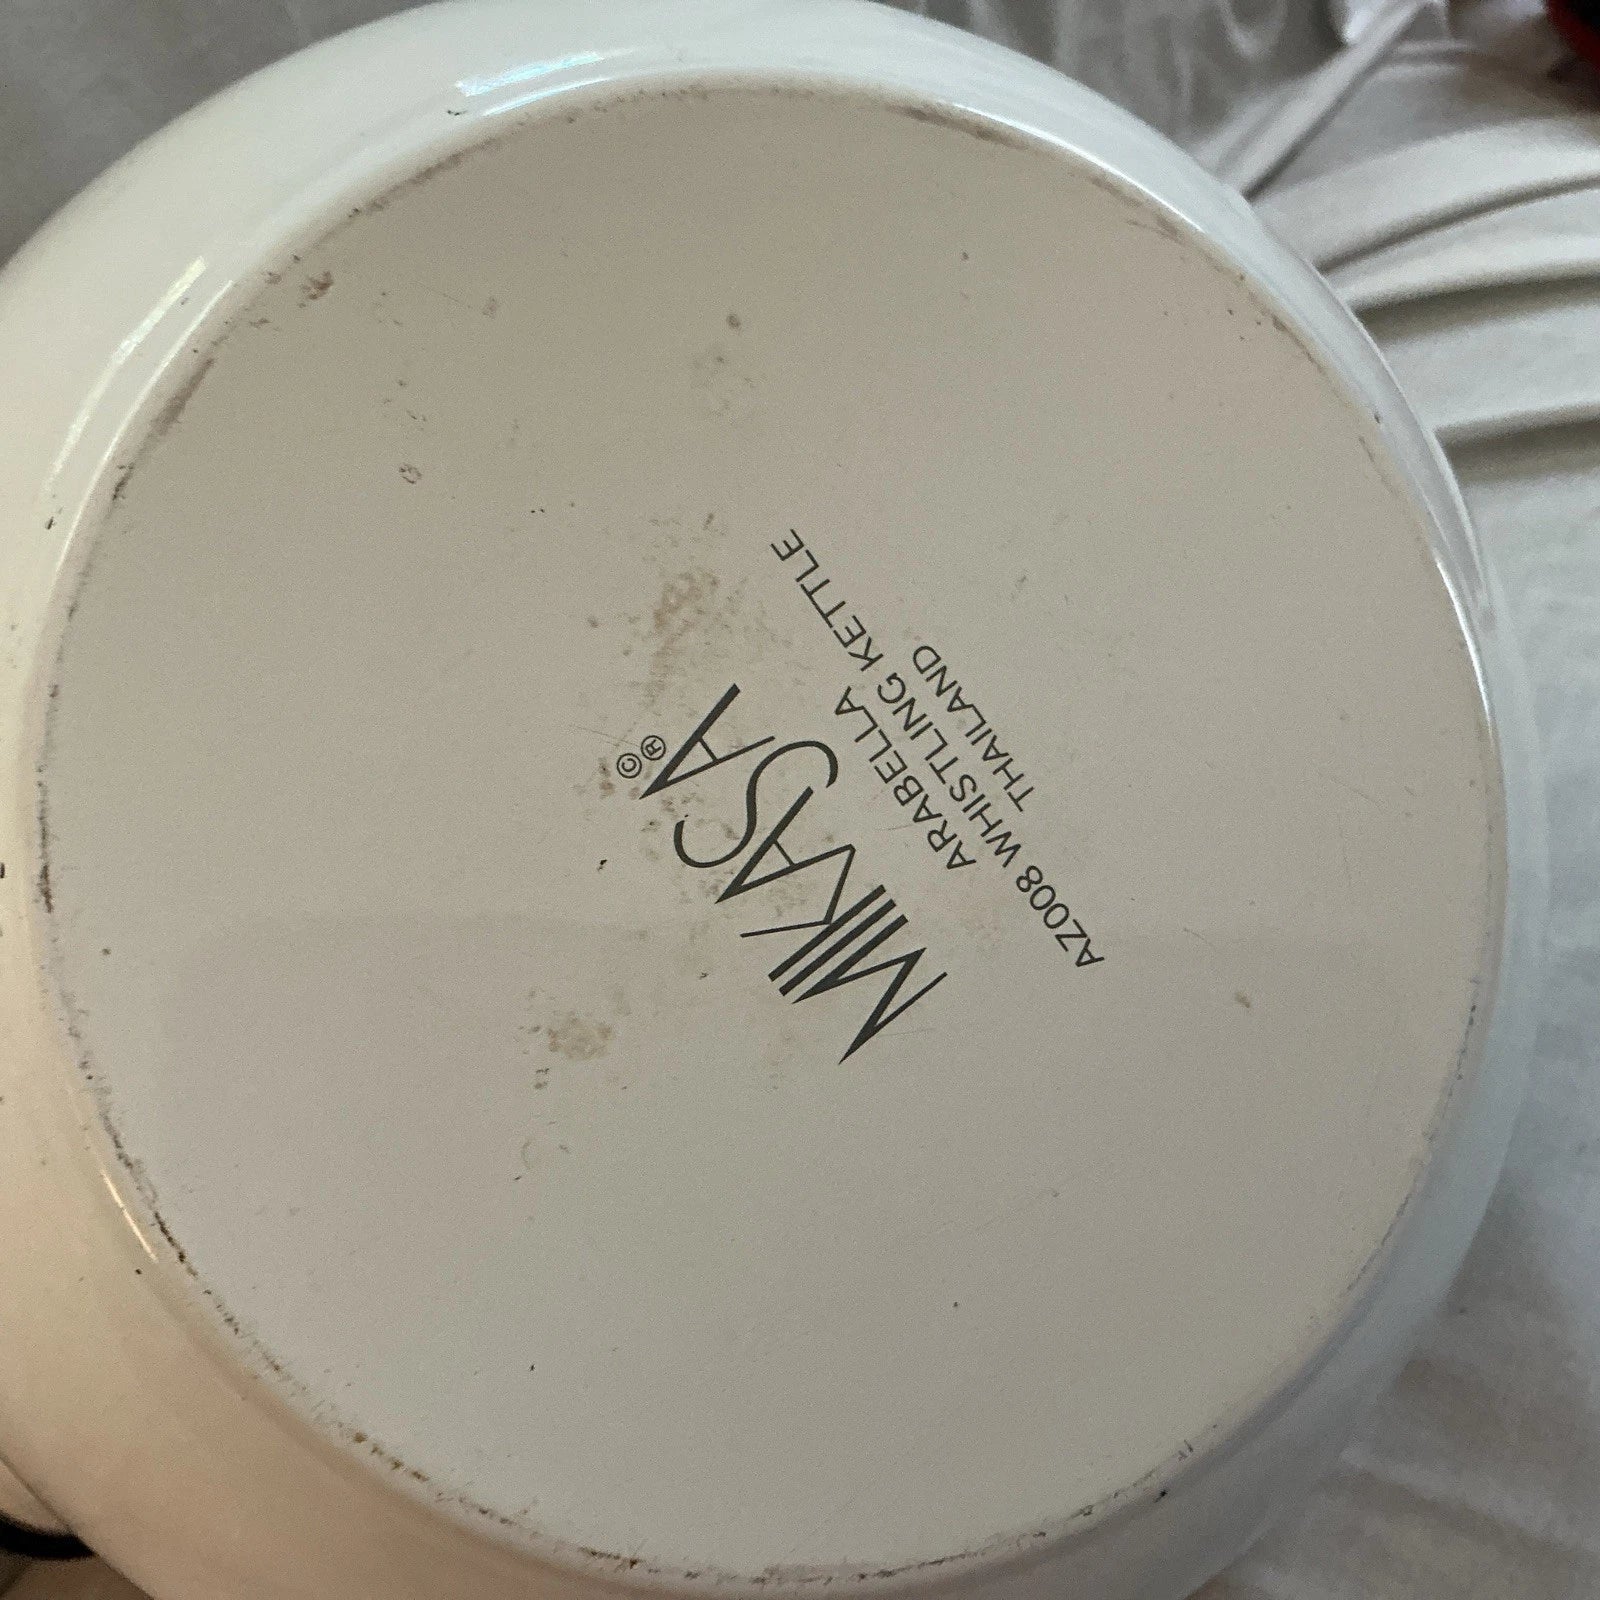 MIKASA ©®
ARABELLA
AZ008 WHISTLING KETTLE
THAILAND